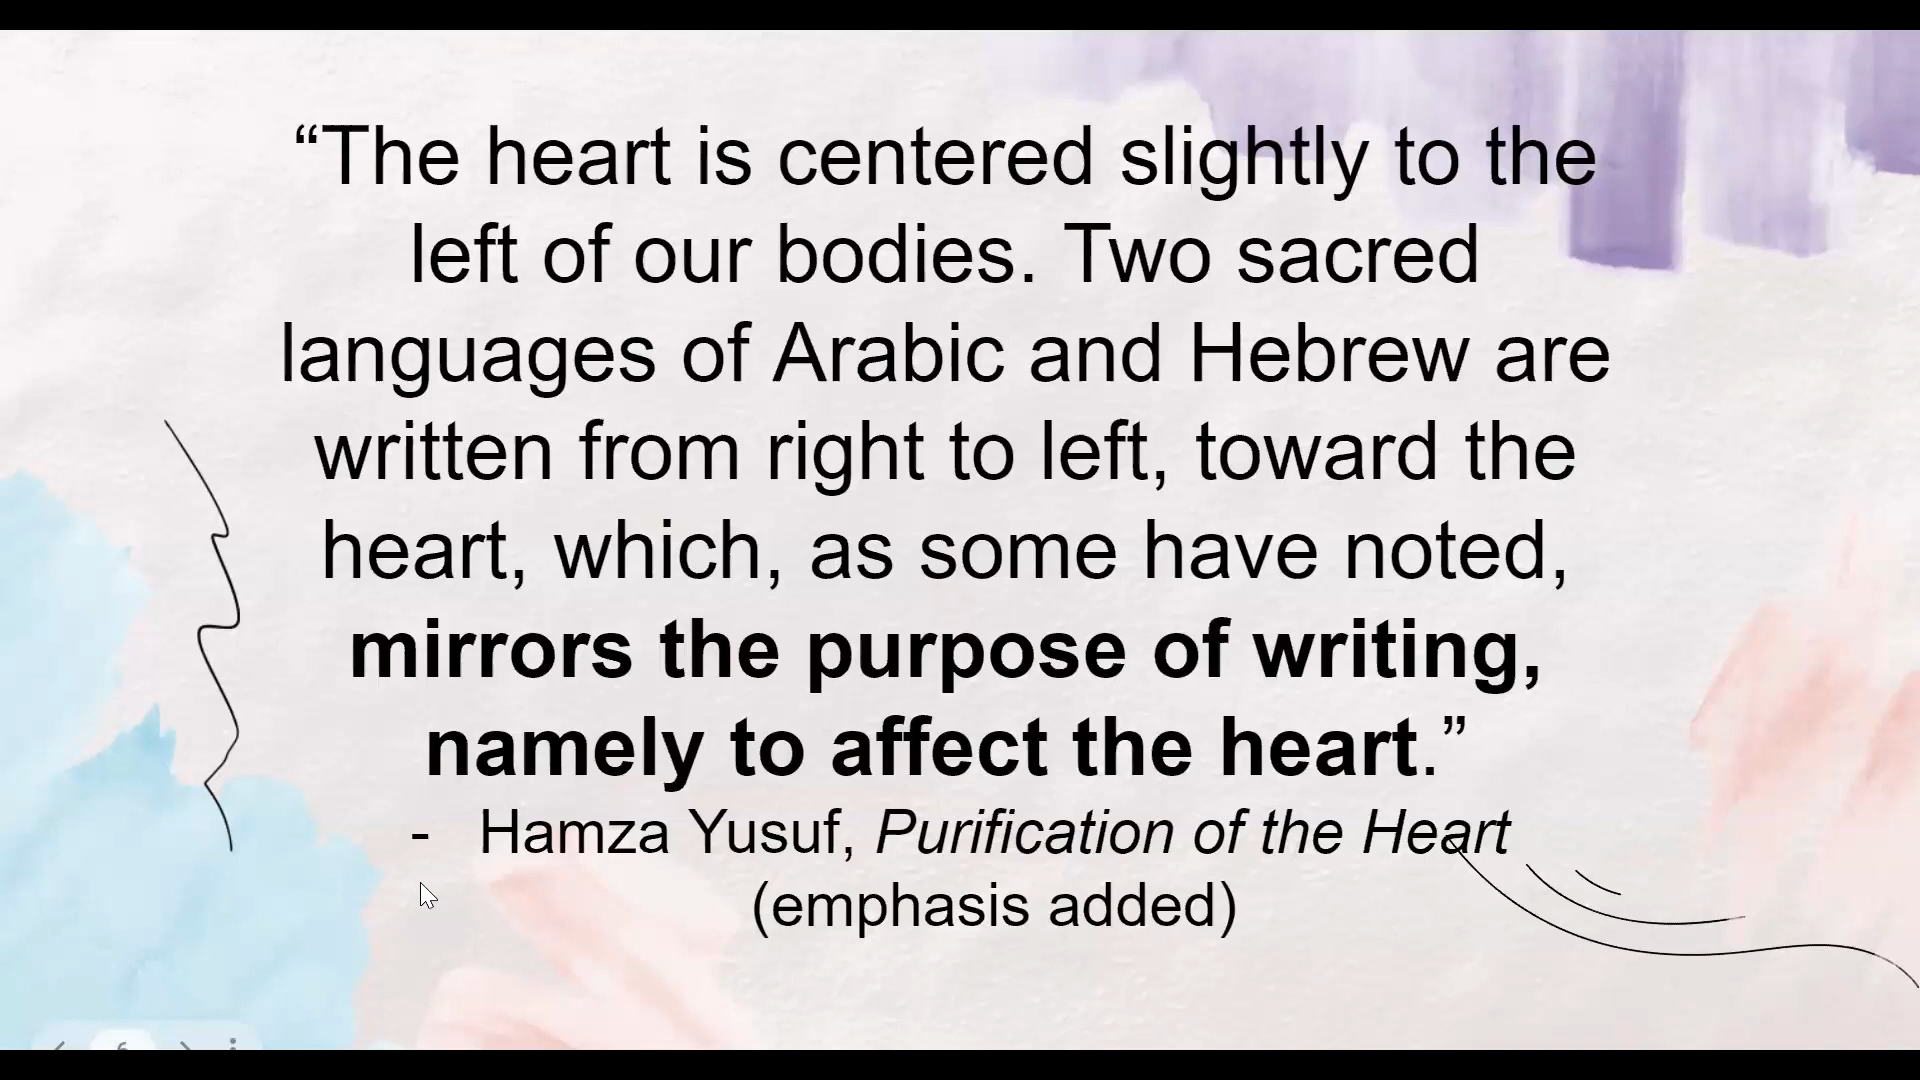 “The heart is centered slightly to the
left of our bodies. Two sacred
languages of Arabic and Hebrew are
written from right to left, toward the
heart, which, as some have noted,
mirrors the purpose of writing,
namely to affect the heart.”
- Hamza Yusuf, Purification of the Heart
(emphasis added)